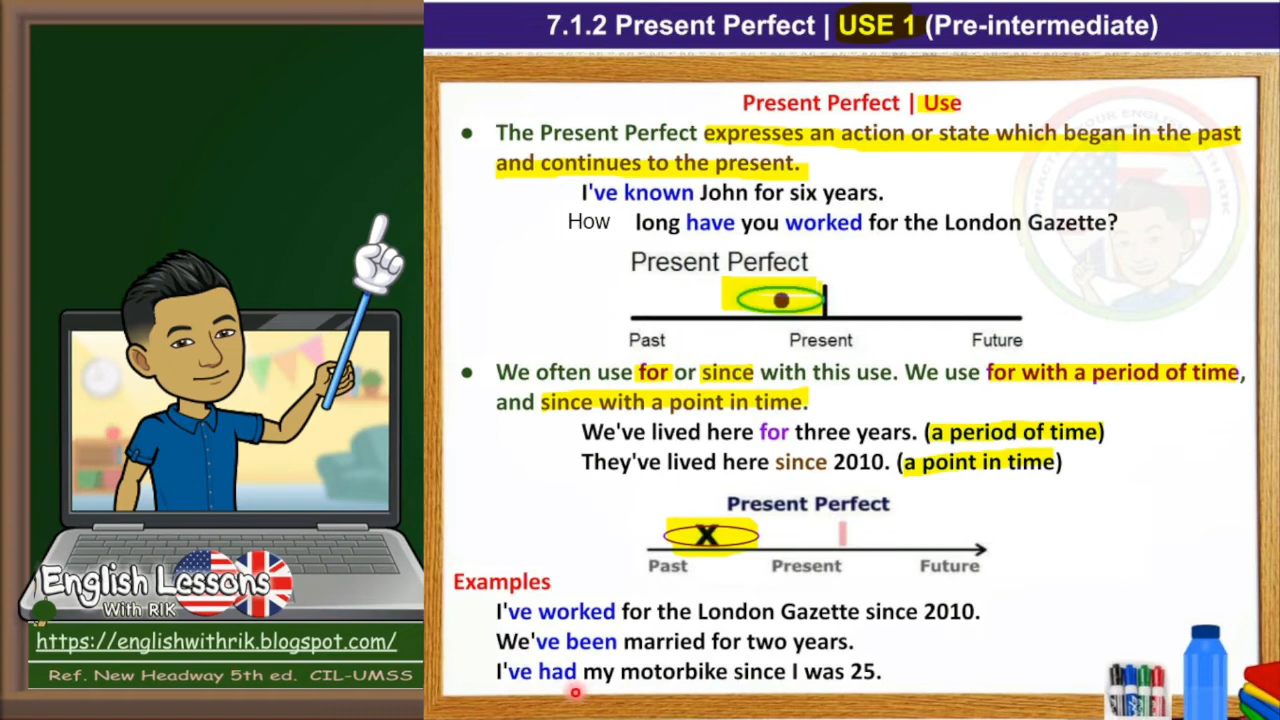 7.1.2 Present Perfect | USE 1 (Pre-intermediate)
Present Perfect | Use
● The Present Perfect expresses an action or state which began in the past
and continues to the present.
I've known John for six years.
How long have you worked for the London Gazette?
Present Perfect
Past Present Future
● We often use for or since with this use. We use for with a period of time,
and since with a point in time.
We've lived here for three years. (a period of time)
They've lived here since 2010. (a point in time)
Present Perfect
X
Past Present Future
Examples
I've worked for the London Gazette since 2010.
We've been married for two years.
I've had my motorbike since I was 25.
English Lessons
With RIK
https://englishwithrik.blogspot.com/
Ref. New Headway 5th ed. CIL-UMSS